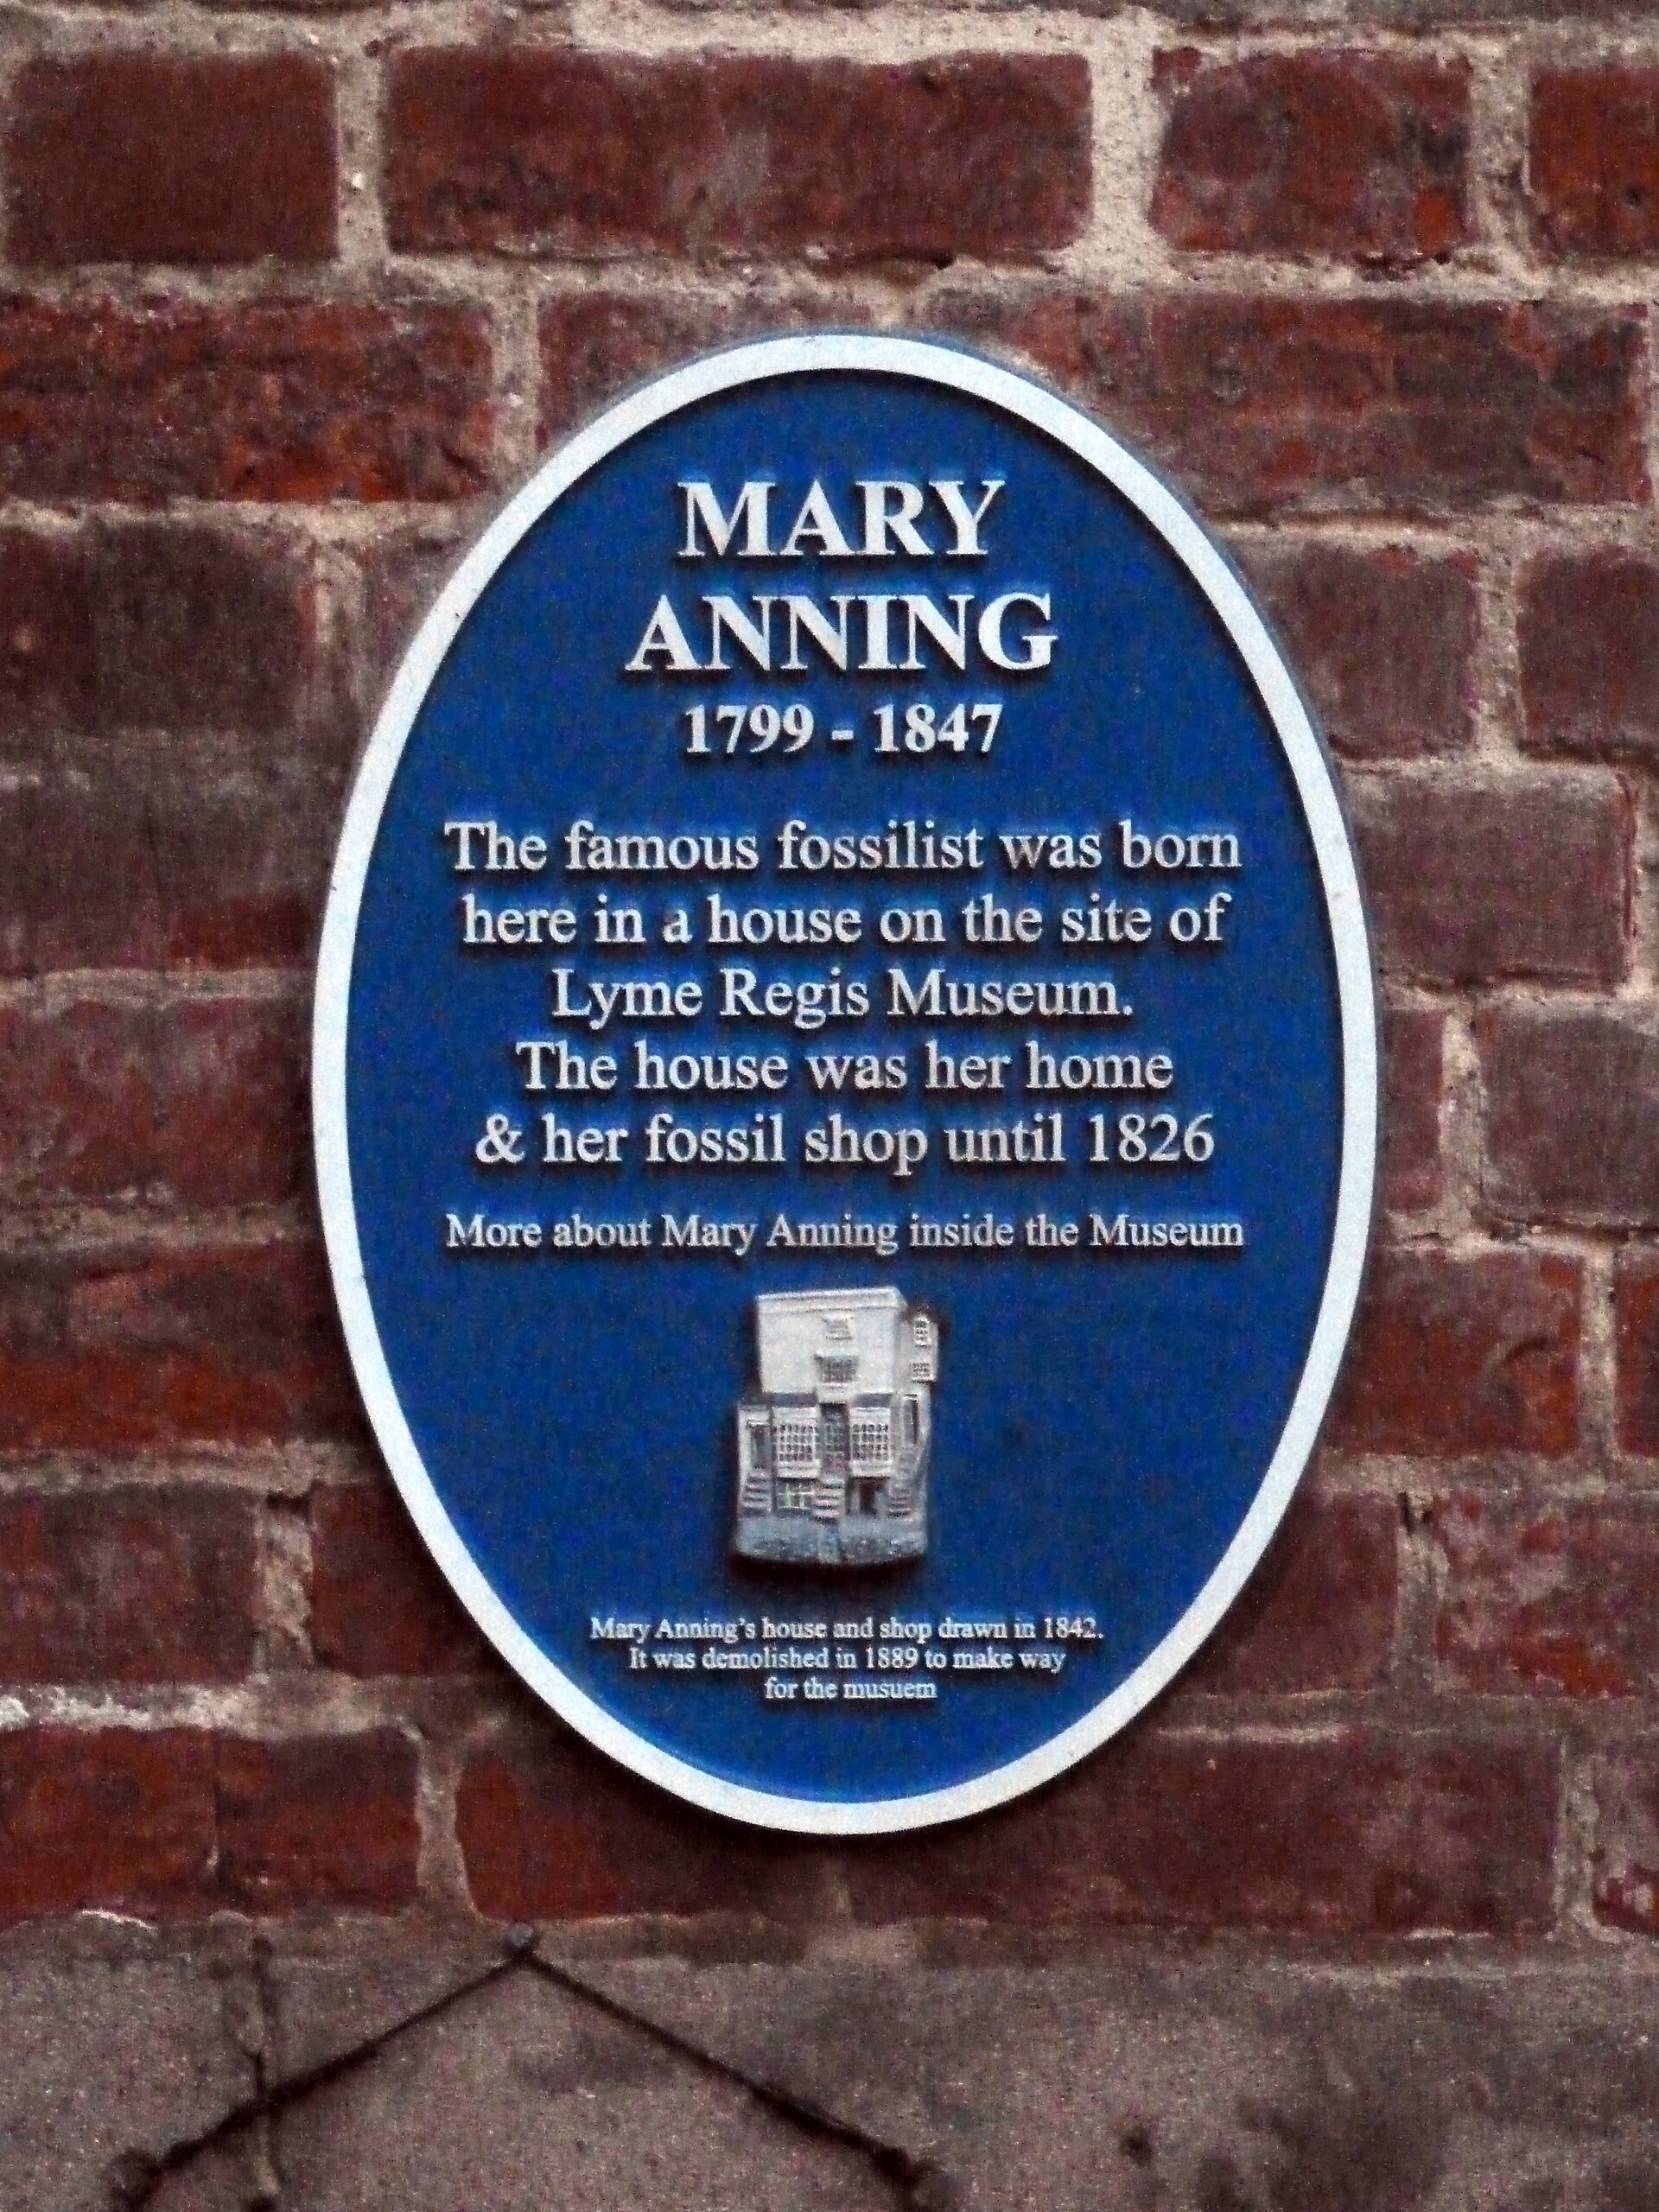 MARY
ANNING
1799 - 1847
The famous fossilist was born
here in a house on the site of
Lyme Regis Museum.
The house was her home
& her fossil shop until 1826
More about Mary Anning inside the Museum
Mary Anning's house and shop drawn in 1842.
It was demolished in 1889 to make way
for the musuem